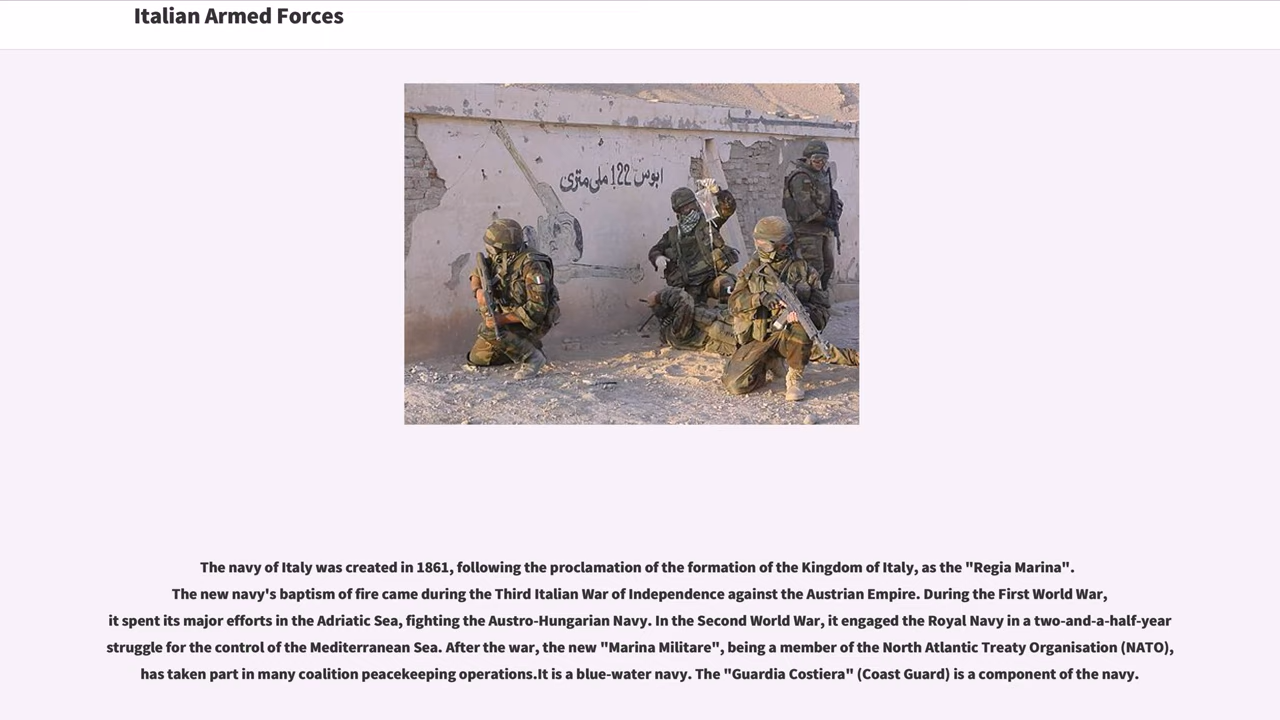 Italian Armed Forces
ابوس 122 ملی متری
The navy of Italy was created in 1861, following the proclamation of the formation of the Kingdom of Italy, as the "Regia Marina".
The new navy's baptism of fire came during the Third Italian War of Independence against the Austrian Empire. During the First World War,
it spent its major efforts in the Adriatic Sea, fighting the Austro-Hungarian Navy. In the Second World War, it engaged the Royal Navy in a two-and-a-half-year
struggle for the control of the Mediterranean Sea. After the war, the new "Marina Militare", being a member of the North Atlantic Treaty Organisation (NATO),
has taken part in many coalition peacekeeping operations.It is a blue-water navy. The "Guardia Costiera" (Coast Guard) is a component of the navy.